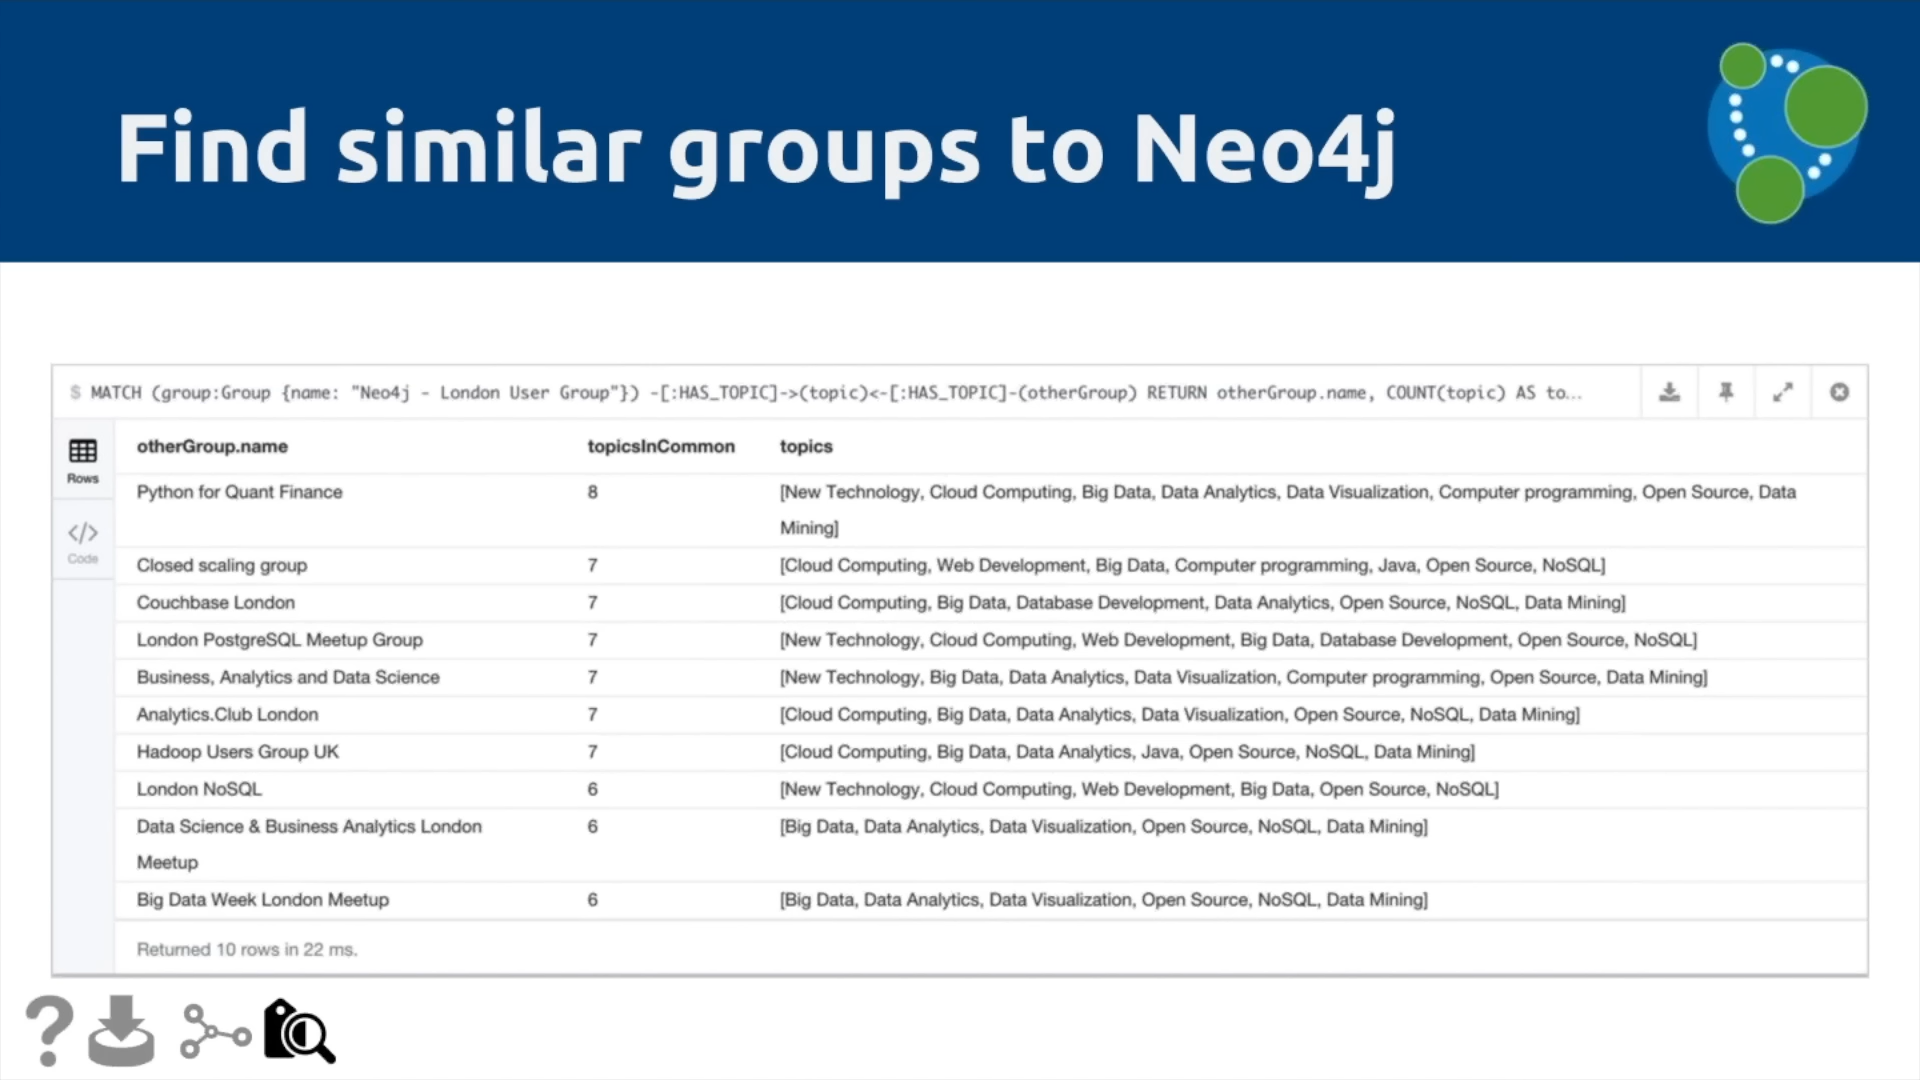 Find similar groups to Neo4j
$ MATCH (group:Group {name: "Neo4j - London User Group"}) -[:HAS_TOPIC]->(topic)<-[:HAS_TOPIC]-(otherGroup) RETURN otherGroup.name, COUNT(topic) AS to...
Rows
Code
otherGroup.name topicsInCommon topics
Python for Quant Finance 8 [New Technology, Cloud Computing, Big Data, Data Analytics, Data Visualization, Computer programming, Open Source, Data
Mining]
Closed scaling group 7 [Cloud Computing, Web Development, Big Data, Computer programming, Java, Open Source, NoSQL]
Couchbase London 7 [Cloud Computing, Big Data, Database Development, Data Analytics, Open Source, NoSQL, Data Mining]
London PostgreSQL Meetup Group 7 [New Technology, Cloud Computing, Web Development, Big Data, Database Development, Open Source, NoSQL]
Business, Analytics and Data Science 7 [New Technology, Big Data, Data Analytics, Data Visualization, Computer programming, Open Source, Data Mining]
Analytics.Club London 7 [Cloud Computing, Big Data, Data Analytics, Data Visualization, Open Source, NoSQL, Data Mining]
Hadoop Users Group UK 7 [Cloud Computing, Big Data, Data Analytics, Java, Open Source, NoSQL, Data Mining]
London NoSQL 6 [New Technology, Cloud Computing, Web Development, Big Data, Open Source, NoSQL]
Data Science & Business Analytics London 6 [Big Data, Data Analytics, Data Visualization, Open Source, NoSQL, Data Mining]
Meetup
Big Data Week London Meetup 6 [Big Data, Data Analytics, Data Visualization, Open Source, NoSQL, Data Mining]
Returned 10 rows in 22 ms.